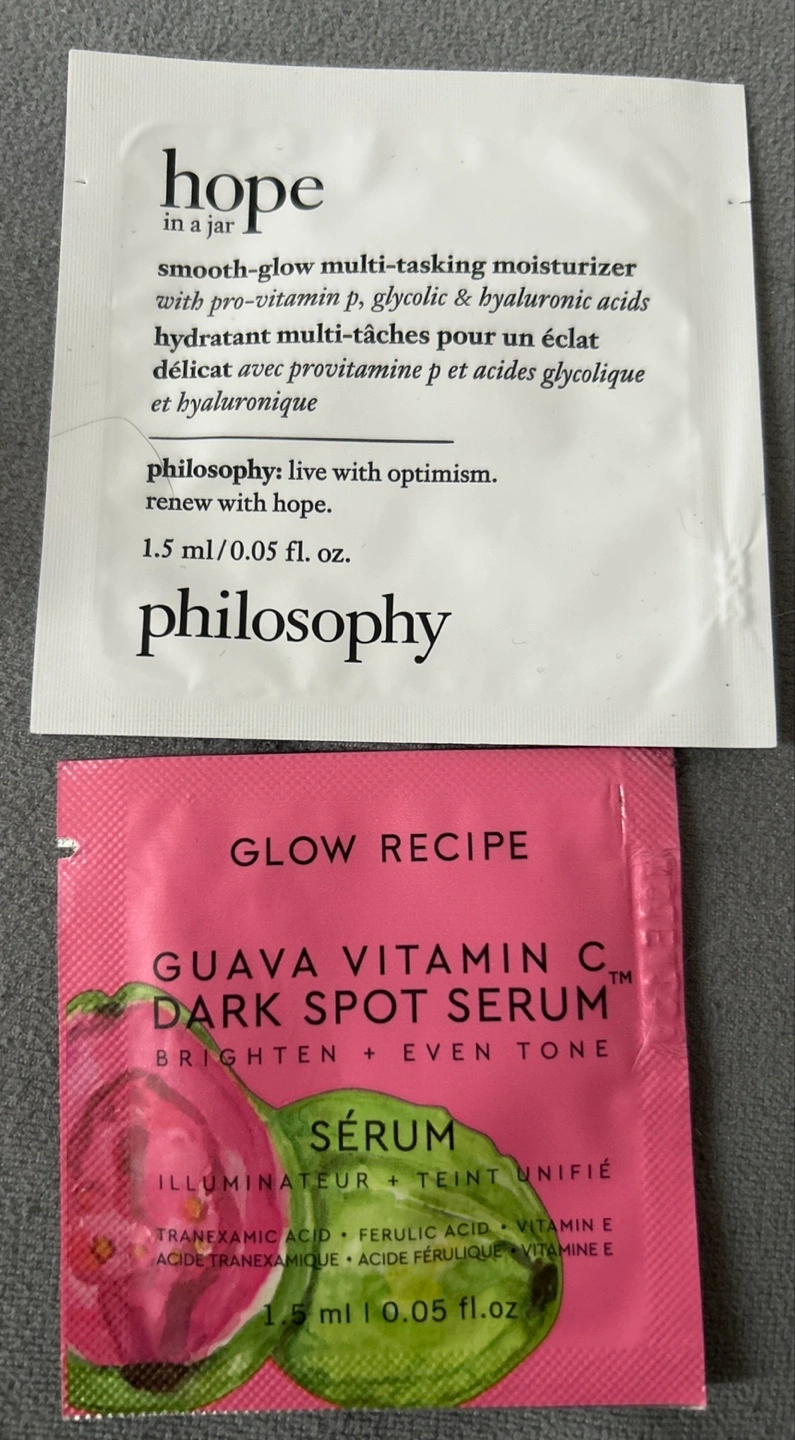 hope
in a jar
smooth-glow multi-tasking moisturizer
with pro-vitamin p, glycolic & hyaluronic acids
hydratant multi-tâches pour un éclat
délicat avec provitamine p et acides glycolique
et hyaluronique
philosophy: live with optimism.
renew with hope.
1.5 ml/0.05 fl. oz.
philosophy
GLOW RECIPE
GUAVA VITAMIN C™
DARK SPOT SERUM
BRIGHTEN + EVEN TONE
SÉRUM
ILLUMINATEUR + TEINT UNIFIÉ
TRANEXAMIC ACID • FERULIC ACID • VITAMIN E
ACIDE TRANEXAMIQUE • ACIDE FÉRULIQUE • VITAMINE E
1.5 ml | 0.05 fl.oz